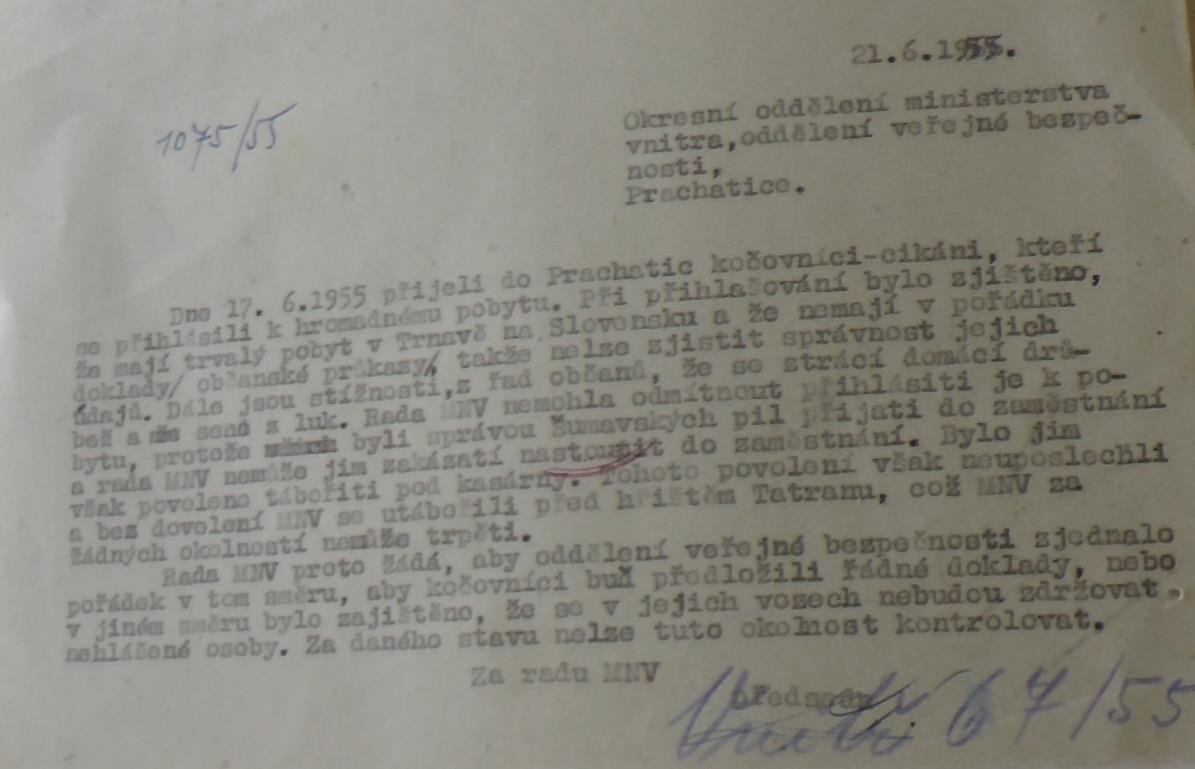 21.6.1955.
1075/55
Okresní oddělení ministerstva
vnitra,oddělení veřejné bezpeč-
nosti,
Prachatice.
Dne 17. 6.1955 přijeli do Prachatic kočovníci-cikáni, kteří
se přihlásili k hromadnému pobytu. Při přihlašování bylo zjištěno,
že mají trvalý pobyt v Trnavě na Slovensku a že nemají v pořádku
doklady/ občanské průkazy/, takže nelze zjistit správnost jejich
údajů. Dále jsou stížnosti,z řad občanů, že se ztrácí domácí drů-
bež a seno z luk. Rada MNV nemohla odmítnout přihlásiti je k po-
bytu, protože byli správou Šumavských pil přijati do zaměstnání
a rada MNV nemůže jim zakázati nastoupit do zaměstnání. Bylo jim
však povoleno tábořiti pod kasárny. Tohoto povolení však neuposlechli
a bez dovolení MNV se utábořili před hřištěm Tatranu, což MNV za
žádných okolností nemůže trpěti.
Rada MNV proto žádá, aby oddělení veřejné bezpečnosti zjednalo
pořádek v tom směru, aby kočovníci buď předložili řádné doklady, nebo
v jiném směru bylo zajištěno, že se v jejich vozech nebudou zdržovat
nehlášené osoby. Za daného stavu nelze tuto okolnost kontrolovat.
Za radu MNV
předseda
67/55